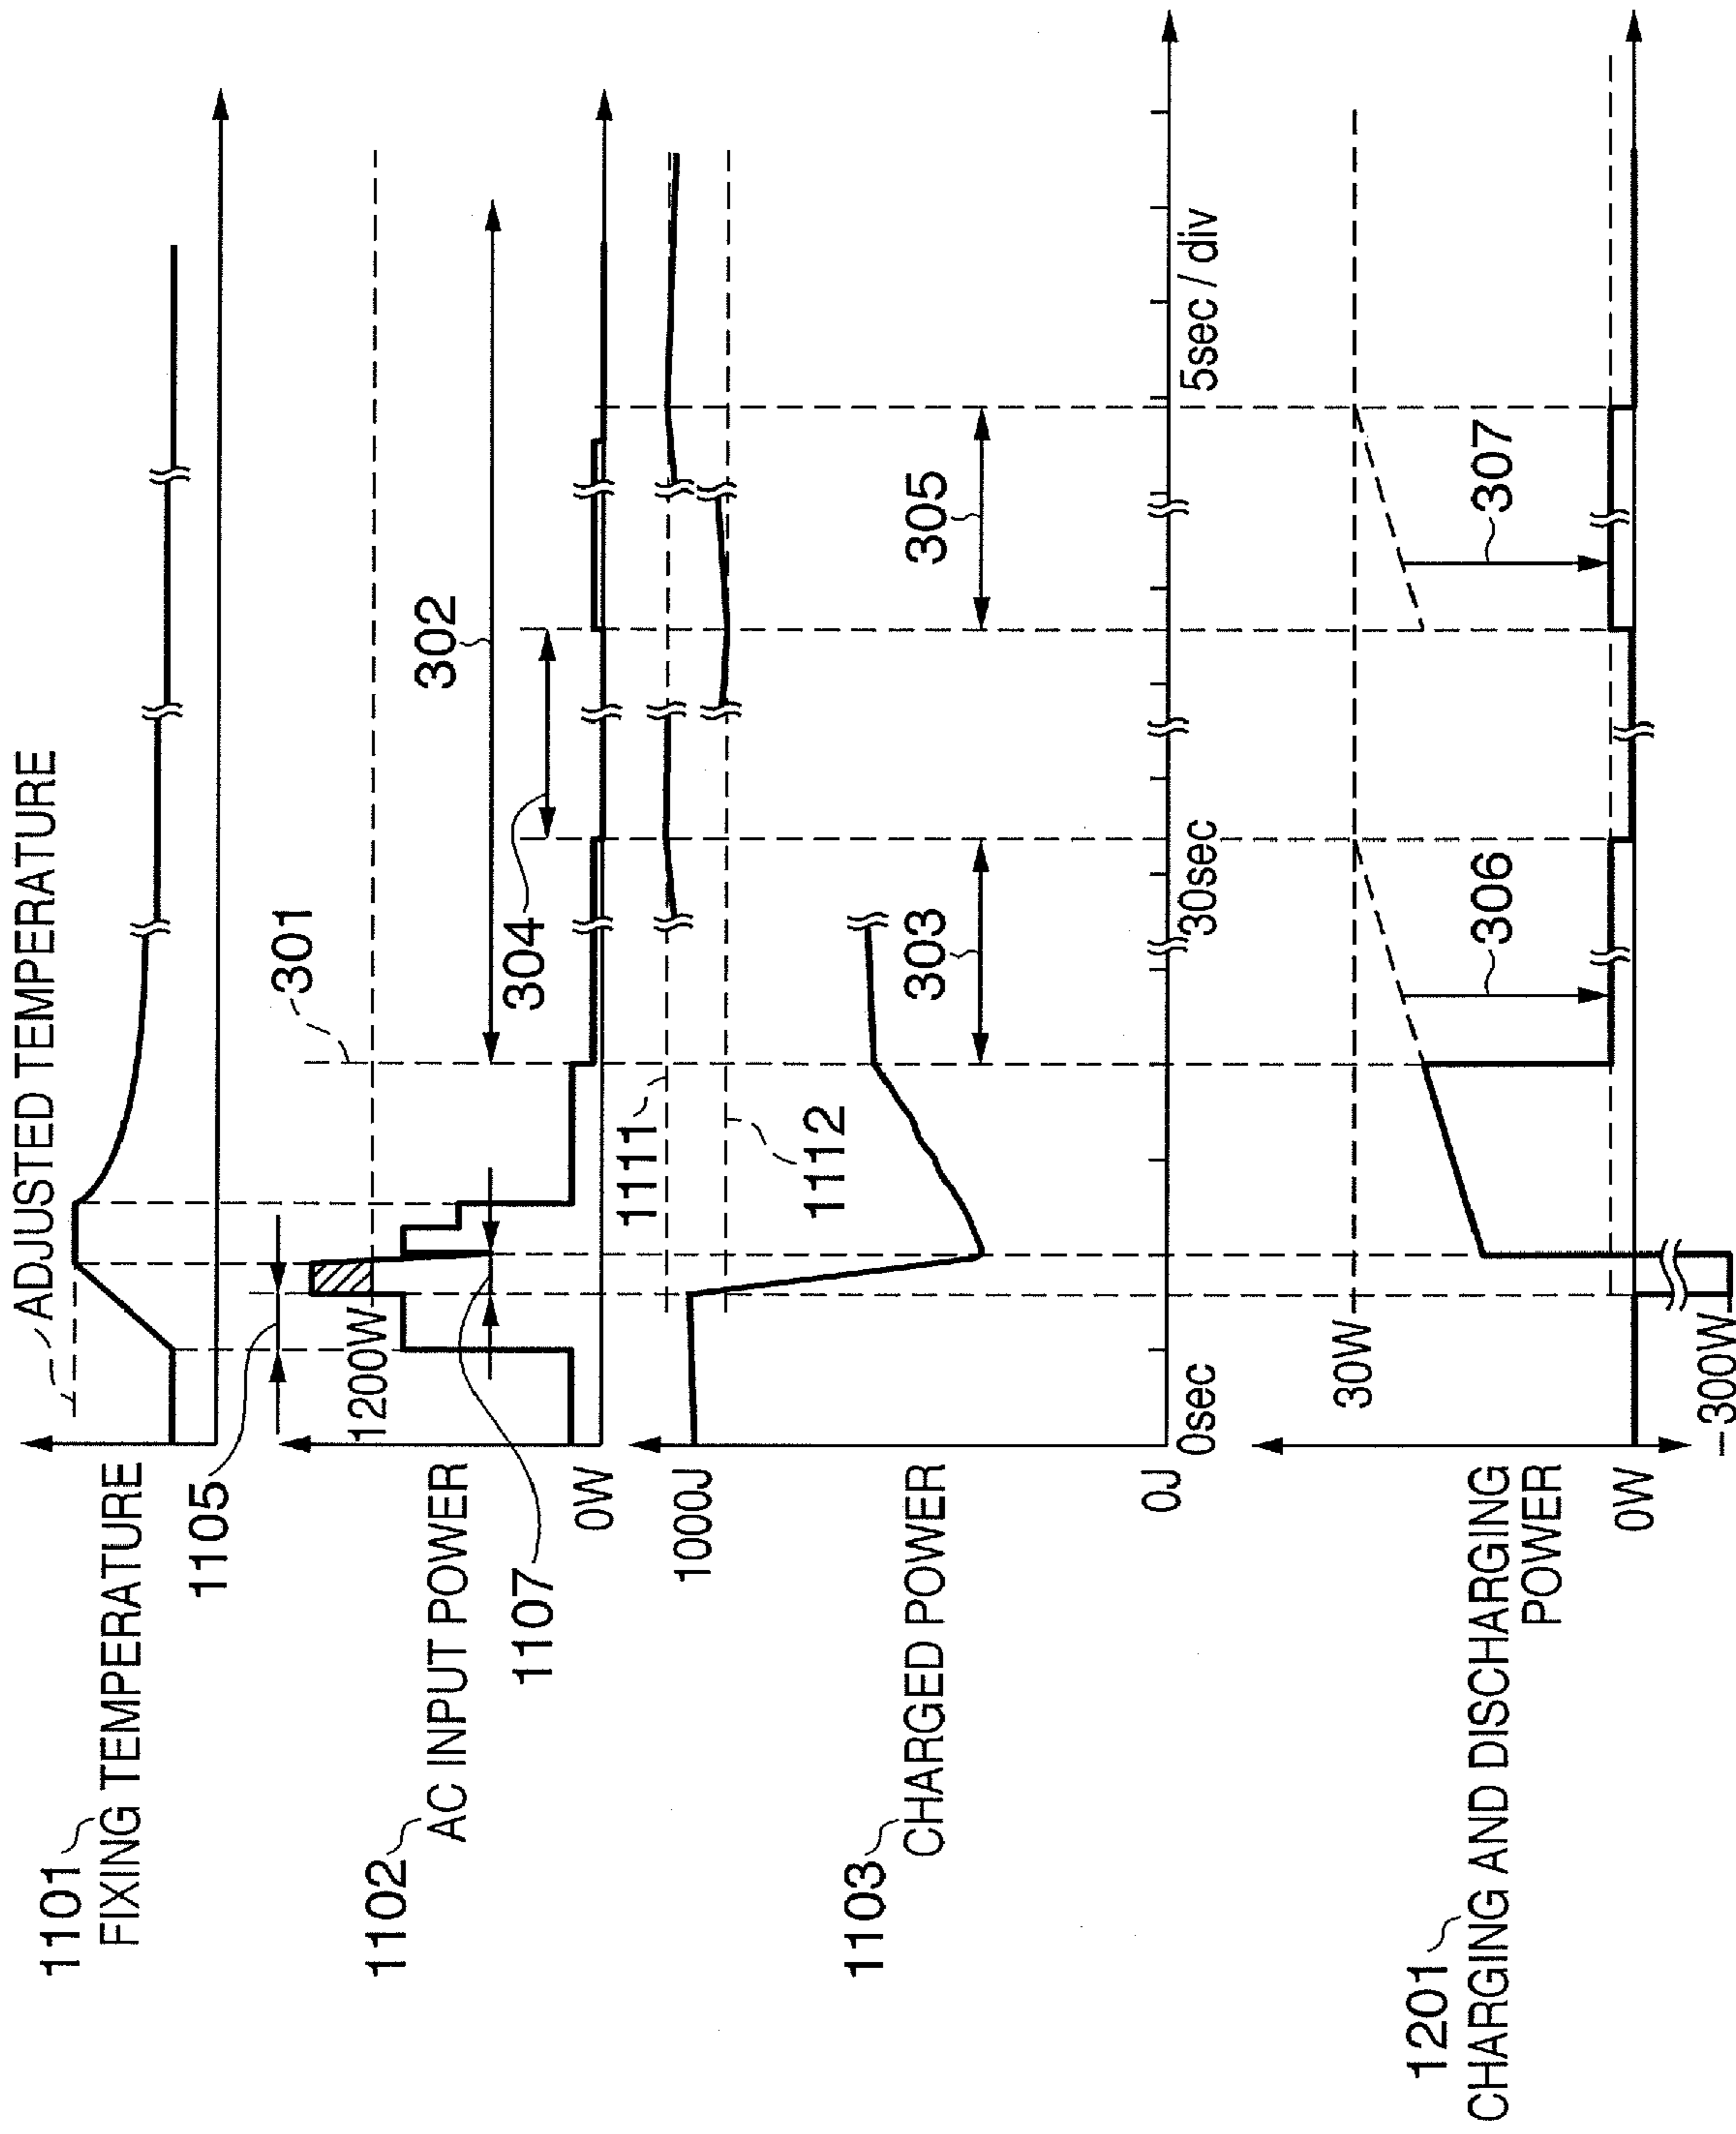 1101
FIXING TEMPERATURE
ADJUSTED TEMPERATURE
1105
1102
AC INPUT POWER
1200W
0W
1107
301
302
304
1103
CHARGED POWER
1000J
0J
1111
1112
303
305
0sec
30sec
5sec / div
1201
CHARGING AND DISCHARGING
POWER
30W
0W
-300W
306
307